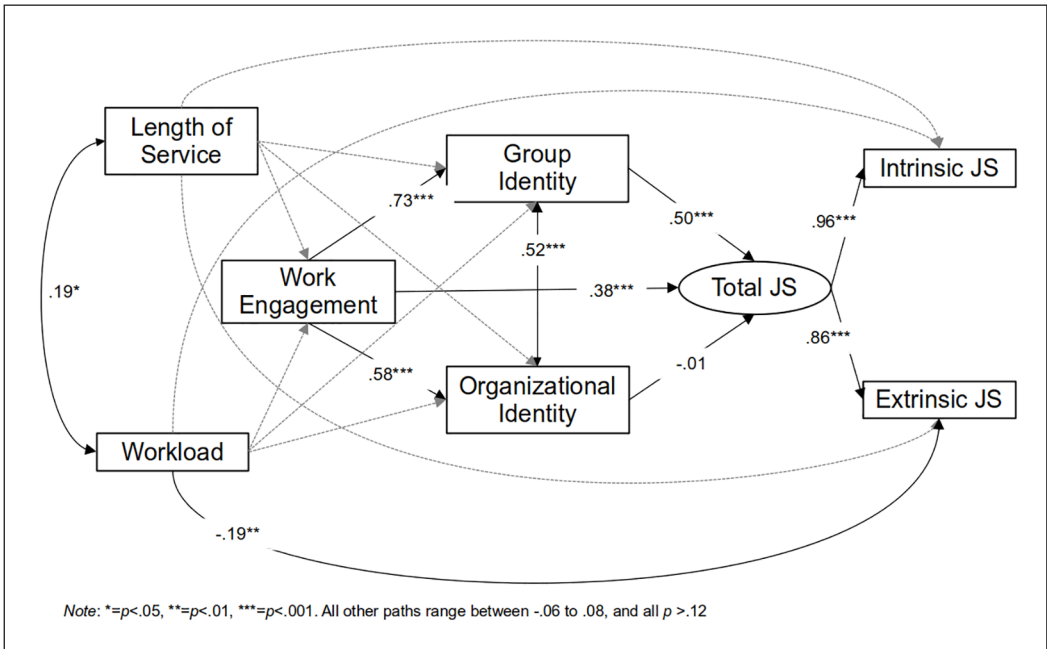 Length of
Service
Group
Identity
Intrinsic JS
.73***
.50***
.96***
.52***
Work
Engagement
.38***
Total JS
.19*
.86***
.58***
-.01
Organizational
Identity
Extrinsic JS
Workload
-.19**
Note: *=p<.05, **=p<.01, ***=p<.001. All other paths range between -.06 to .08, and all p >.12